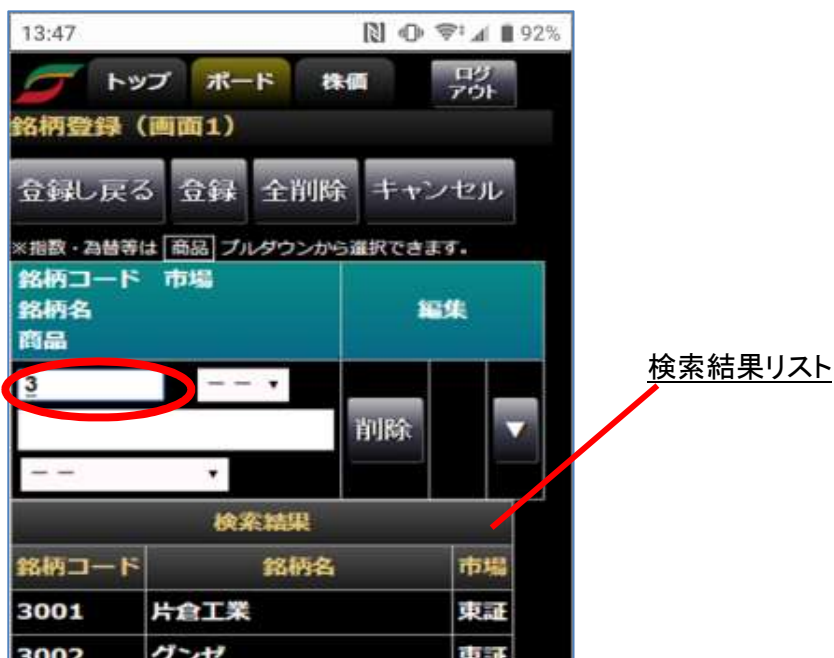 13:47 92%
トップ ボード 株価 ログアウト
銘柄登録（画面1）
登録し戻る 登録 全削除 キャンセル
※指数・為替等は 商品 プルダウンから選択できます。
銘柄コード 市場
銘柄名
商品
編集
3 －－ ▼
削除 ▼
－－ ▼
検索結果リスト
検索結果
銘柄コード 銘柄名 市場
3001 片倉工業 東証
3002 グンゼ 東証